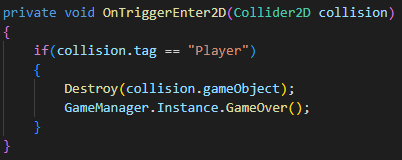 private void OnTriggerEnter2D(Collider2D collision)
{
    if(collision.tag == "Player")
    {
        Destroy(collision.gameObject);
        GameManager.Instance.GameOver();
    }
}